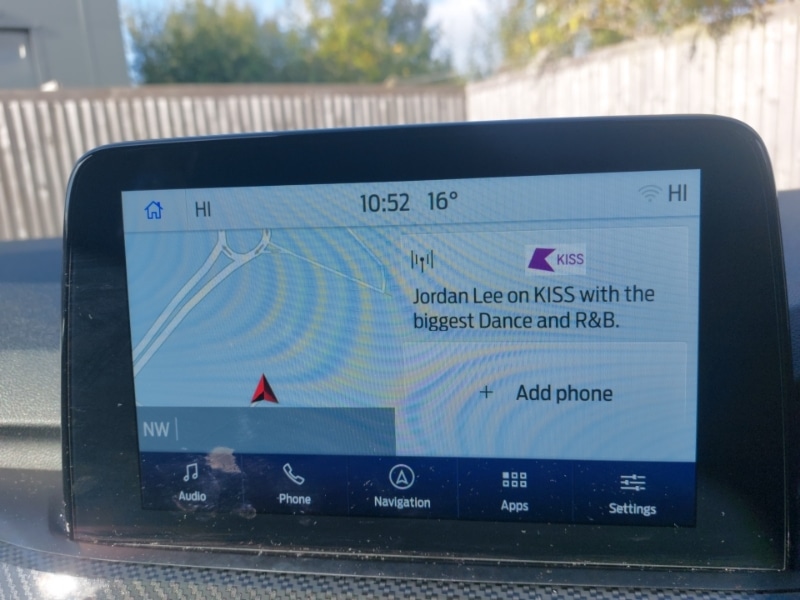 HI 10:52 16° HI
KISS
Jordan Lee on KISS with the
biggest Dance and R&B.
+ Add phone
NW
Audio Phone Navigation Apps Settings